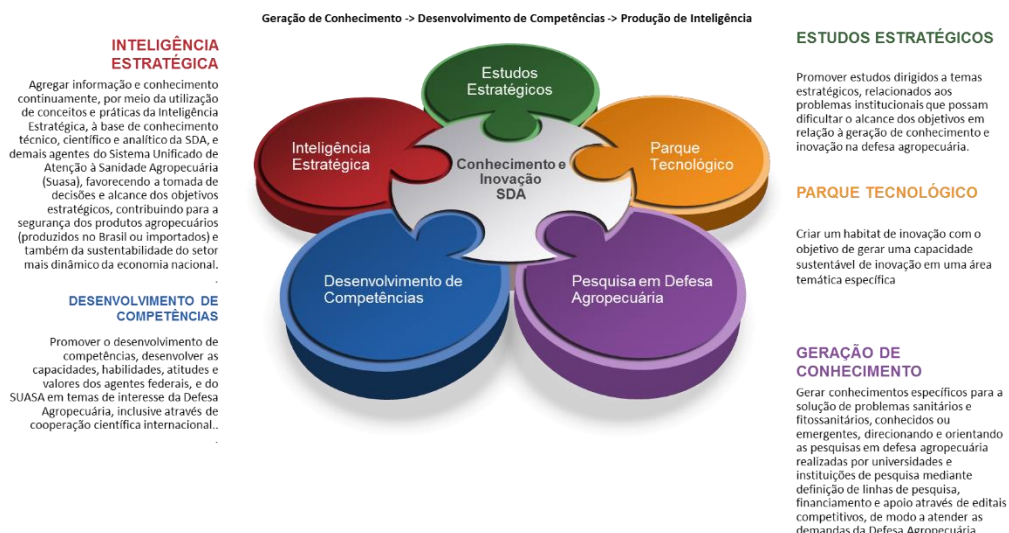 Geração de Conhecimento -> Desenvolvimento de Competências -> Produção de Inteligência
INTELIGÊNCIA
ESTRATÉGICA
Agregar informação e conhecimento
continuamente, por meio da utilização
de conceitos e práticas da Inteligência
Estratégica, à base de conhecimento
técnico, científico e analítico da SDA, e
demais agentes do Sistema Unificado de
Atenção à Sanidade Agropecuária
(Suasa), favorecendo a tomada de
decisões e alcance dos objetivos
estratégicos, contribuindo para a
segurança dos produtos agropecuários
(produzidos no Brasil ou importados) e
também da sustentabilidade do setor
mais dinâmico da economia nacional.
.
DESENVOLVIMENTO DE
COMPETÊNCIAS
Promover o desenvolvimento de
competências, desenvolver as
capacidades, habilidades, atitudes e
valores dos agentes federais, e do
SUASA em temas de interesse da Defesa
Agropecuária, inclusive através de
cooperação científica internacional..
.
Estudos
Estratégicos
Inteligência
Estratégica
Parque
Tecnológico
Conhecimento e
Inovação
SDA
Desenvolvimento de
Competências
Pesquisa em Defesa
Agropecuária
ESTUDOS ESTRATÉGICOS
Promover estudos dirigidos a temas
estratégicos, relacionados aos
problemas institucionais que possam
dificultar o alcance dos objetivos em
relação à geração de conhecimento e
inovação na defesa agropecuária.
PARQUE TECNOLÓGICO
Criar um habitat de inovação com o
objetivo de gerar uma capacidade
sustentável de inovação em uma área
temática específica
GERAÇÃO DE
CONHECIMENTO
Gerar conhecimentos específicos para a
solução de problemas sanitários e
fitossanitários, conhecidos ou
emergentes, direcionando e orientando
as pesquisas em defesa agropecuária
realizadas por universidades e
instituições de pesquisa mediante
definição de linhas de pesquisa,
financiamento e apoio através de editais
competitivos, de modo a atender as
demandas da Defesa Agropecuária